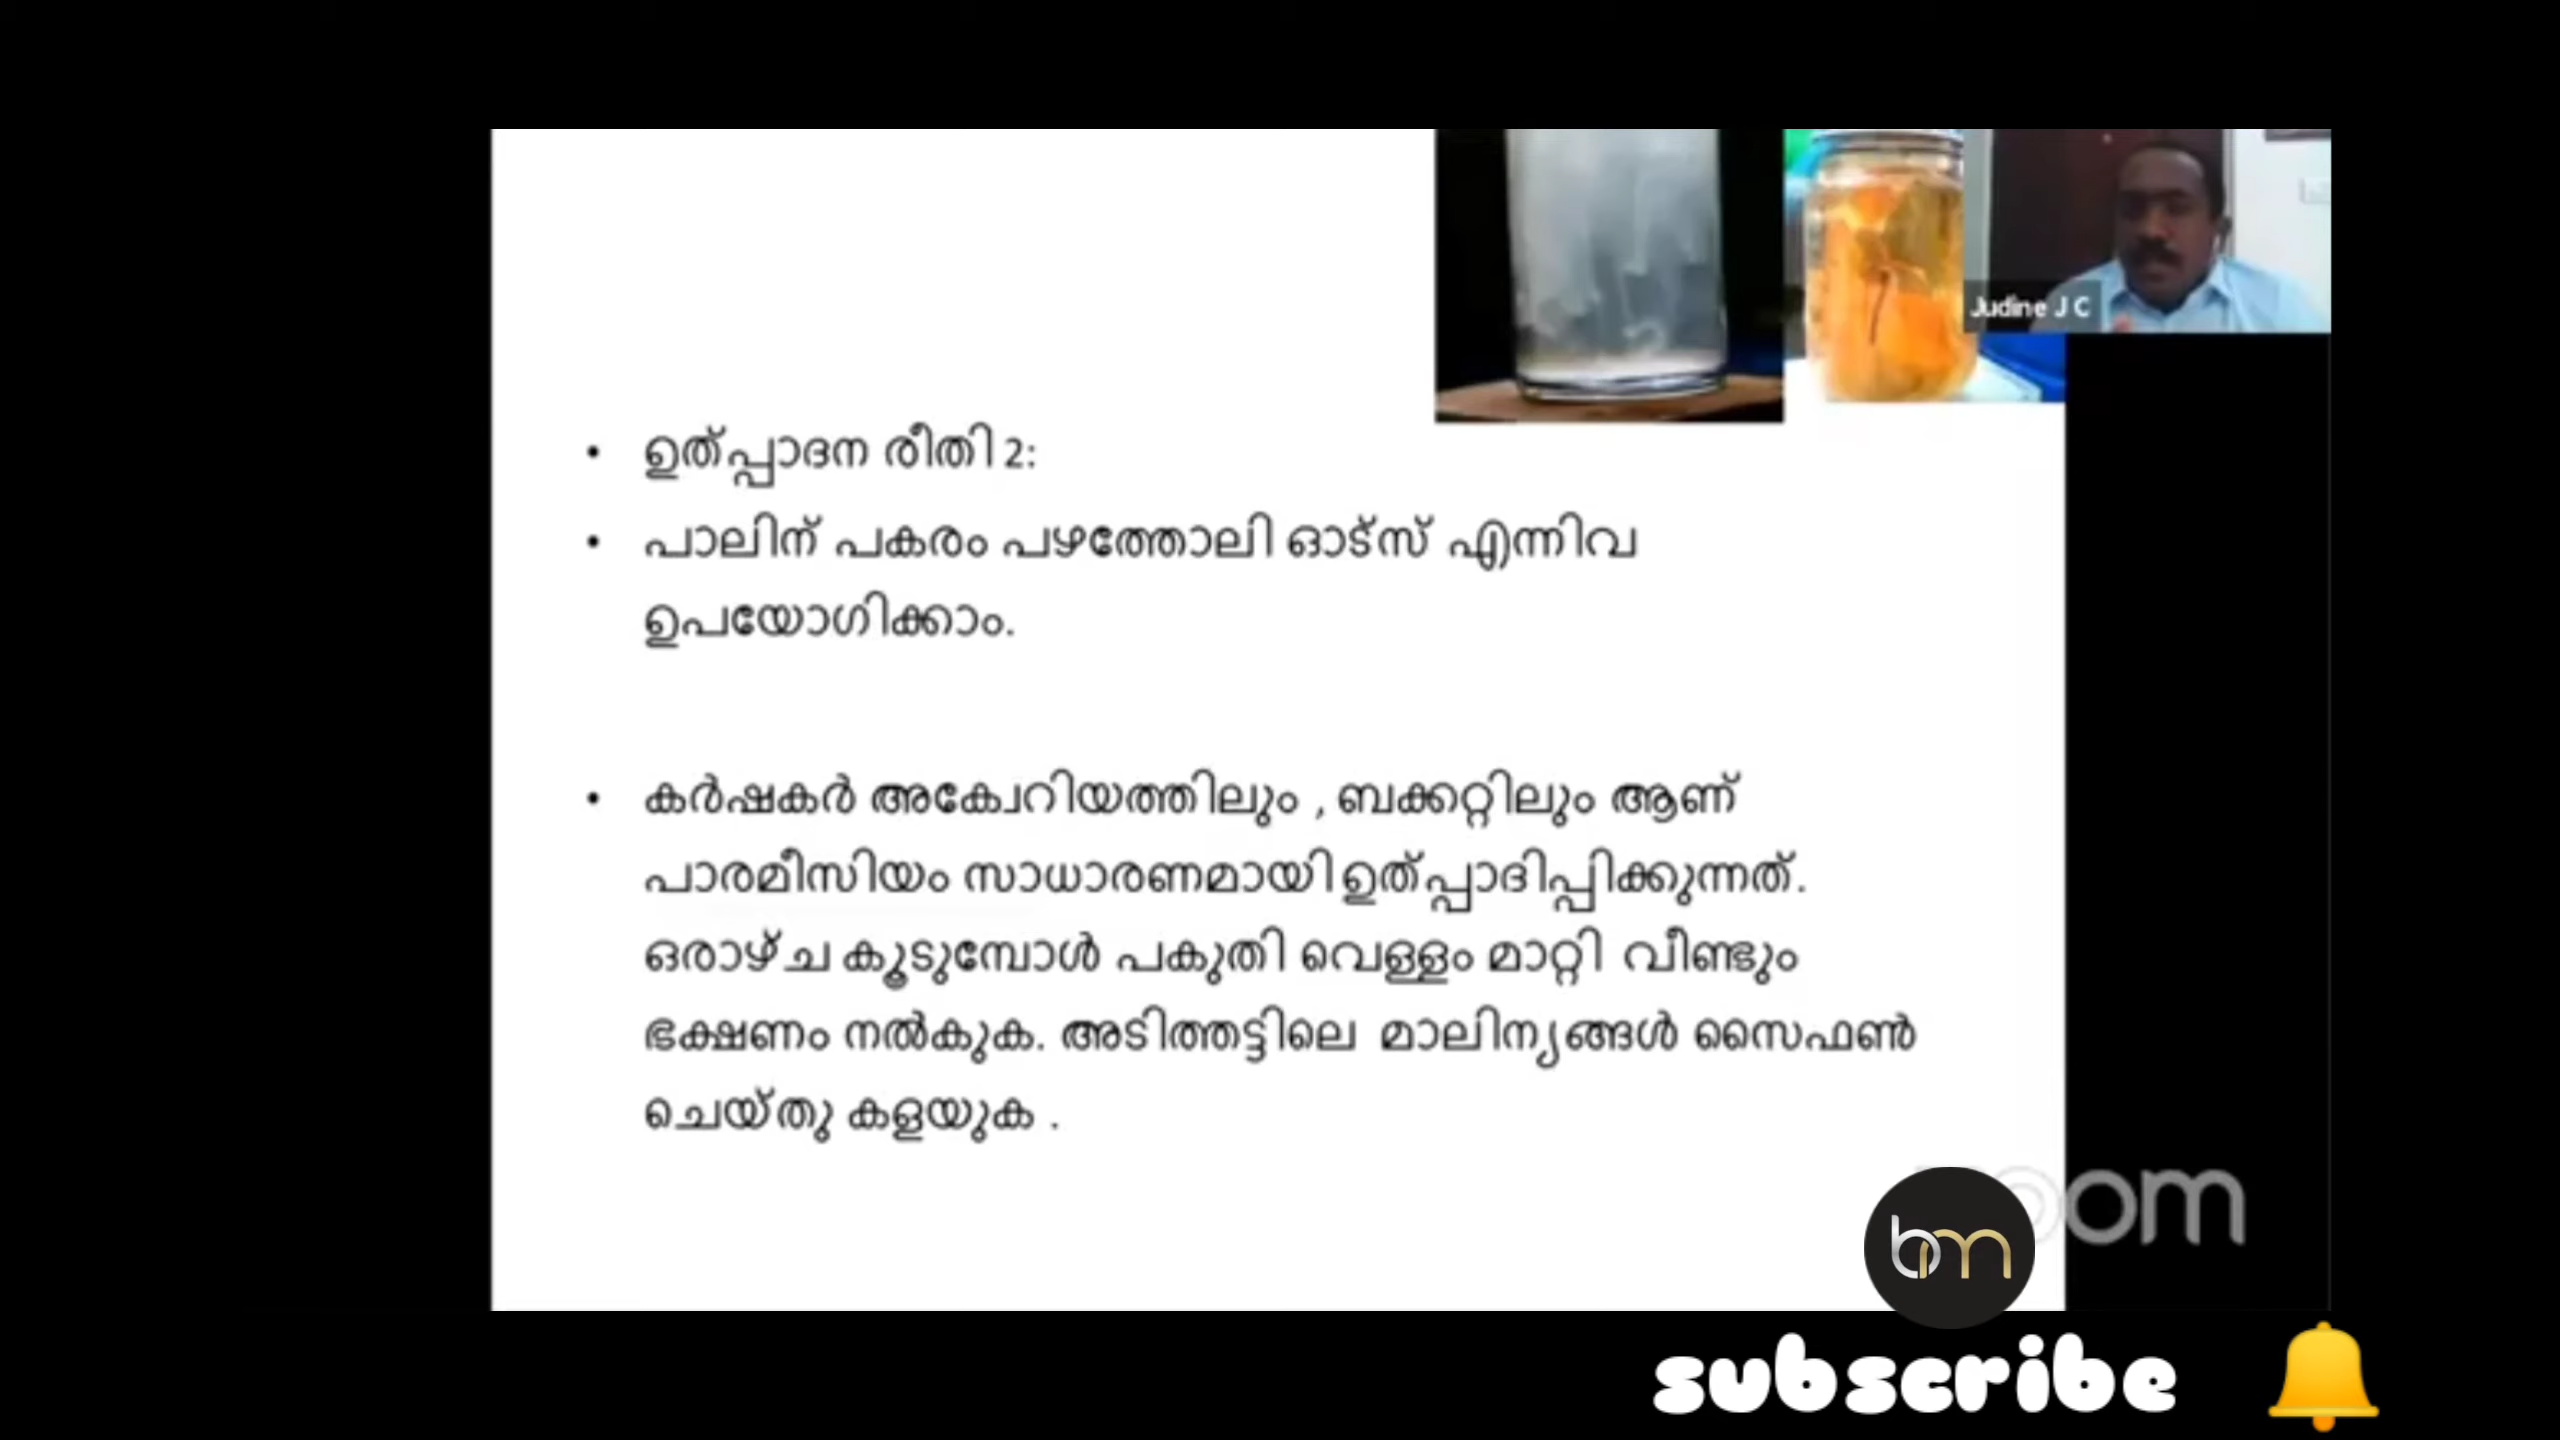 Judine J C
• ഉത്പ്പാദന രീതി 2:
• പാലിന് പകരം പഴത്തോലി ഓട്സ് എന്നിവ
ഉപയോഗിക്കാം.
• കർഷകർ അക്വേറിയത്തിലും , ബക്കറ്റിലും ആണ്
പാരമീസിയം സാധാരണമായി ഉത്പ്പാദിപ്പിക്കുന്നത്.
ഒരാഴ്ച കൂടുമ്പോൾ പകുതി വെള്ളം മാറ്റി വീണ്ടും
ഭക്ഷണം നൽകുക. അടിത്തട്ടിലെ മാലിന്യങ്ങൾ സൈഫൺ
ചെയ്തു കളയുക .
bm
subscribe